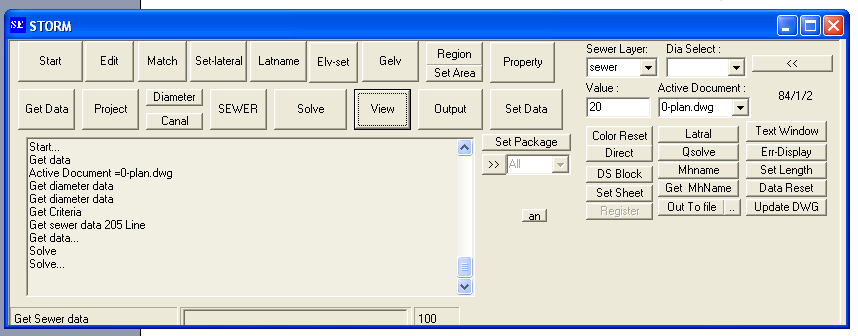 SE STORM
Start Edit Match Set-lateral Latname Elv-set Gelv Region Set Area Property
Get Data Project Diameter Canal SEWER Solve View Output Set Data
Start...
Get data
Active Document =0-plan.dwg
Get diameter data
Get diameter data
Get Criteria
Get sewer data 205 Line
Get data...
Solve
Solve...
Set Package
>> All
an
Sewer Layer: Dia Select :
sewer <<
Value : Active Document :
20 0-plan.dwg 84/1/2
Color Reset Latral Text Window
Direct Qsolve Err-Display
DS Block Mhname Set Length
Set Sheet Get MhName Data Reset
Register Out To file .. Update DWG
Get Sewer data 100